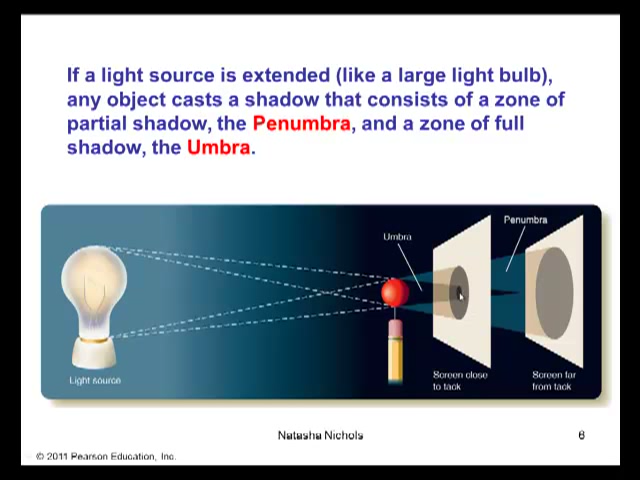 If a light source is extended (like a large light bulb),
any object casts a shadow that consists of a zone of
partial shadow, the Penumbra, and a zone of full
shadow, the Umbra.
Penumbra
Umbra
Light source
Screen close
to tack
Screen far
from tack
Natasha Nichols
6
© 2011 Pearson Education, Inc.